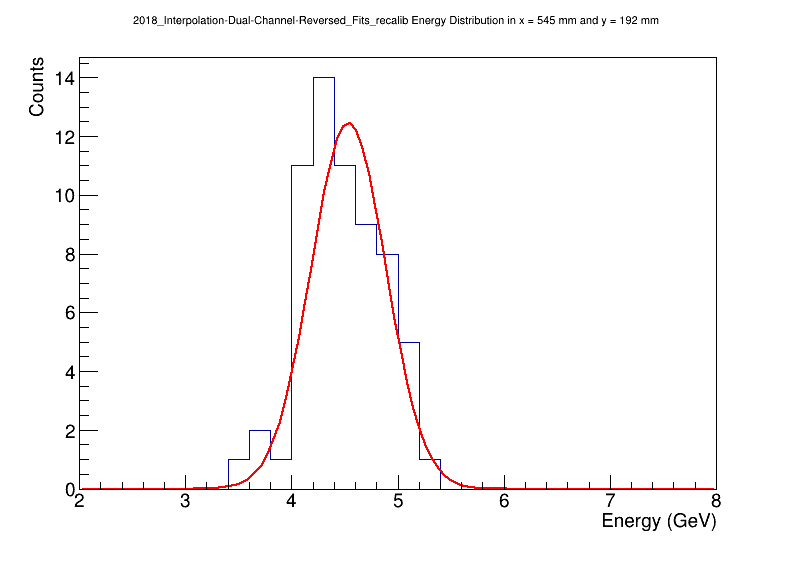 2018_Interpolation-Dual-Channel-Reversed_Fits_recalib Energy Distribution in x = 545 mm and y = 192 mm
Counts
14
12
10
8
6
4
2
0
2 3 4 5 6 7 8
Energy (GeV)